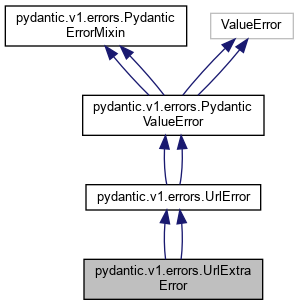 pydantic.v1.errors.Pydantic
ErrorMixin
ValueError
pydantic.v1.errors.Pydantic
ValueError
pydantic.v1.errors.UrlError
pydantic.v1.errors.UrlExtra
Error